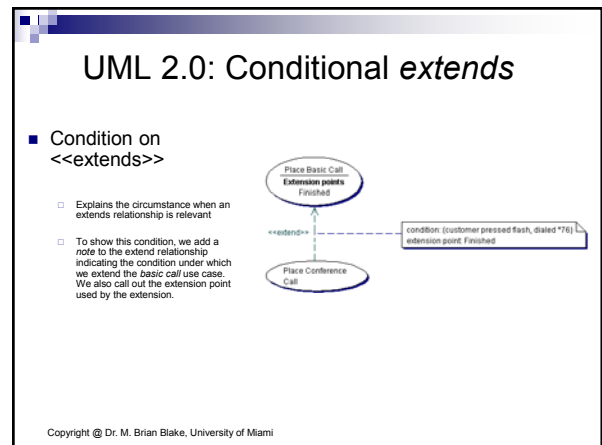 UML 2.0: Conditional extends
Condition on
<<extends>>
Explains the circumstance when an
extends relationship is relevant
To show this condition, we add a
note to the extend relationship
indicating the condition under which
we extend the basic call use case.
We also call out the extension point
used by the extension.
Place Basic Call
Extension points
Finished
<<extend>>
condition: (customer pressed flash, dialed *76)
extension point: Finished
Place Conference
Call
Copyright @ Dr. M. Brian Blake, University of Miami